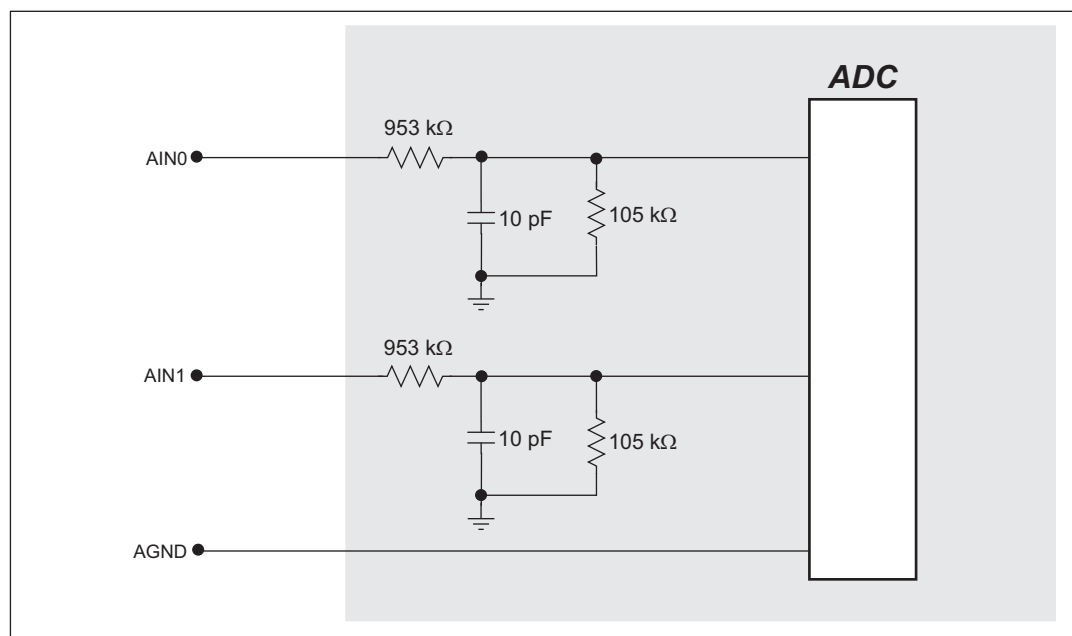 ADC
953 kΩ
AIN0
10 pF
105 kΩ
953 kΩ
AIN1
10 pF
105 kΩ
AGND